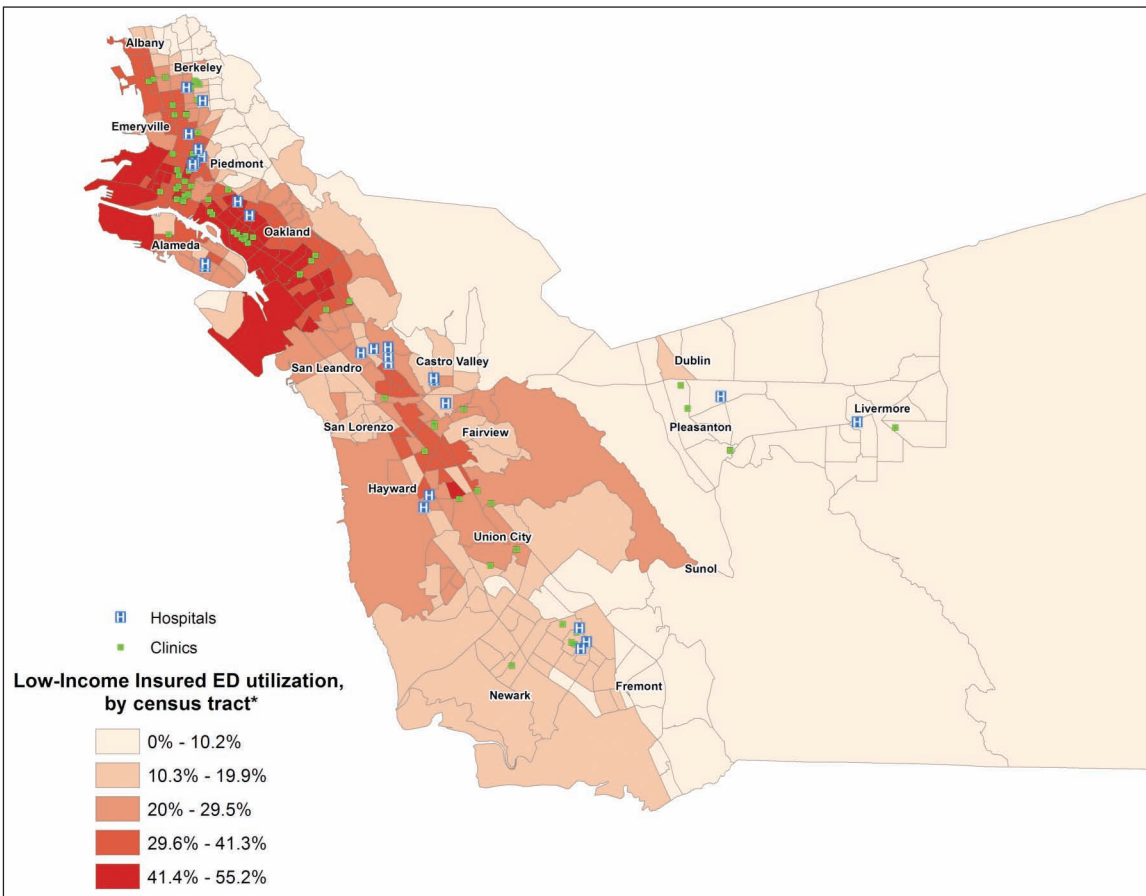 Albany
Berkeley
Emeryville
Piedmont
Oakland
Alameda
San Leandro
Castro Valley
Dublin
Livermore
Pleasanton
San Lorenzo
Fairview
Hayward
Union City
Sunol
Newark
Fremont
H Hospitals
Clinics
Low-Income Insured ED utilization,
by census tract*
0% - 10.2%
10.3% - 19.9%
20% - 29.5%
29.6% - 41.3%
41.4% - 55.2%